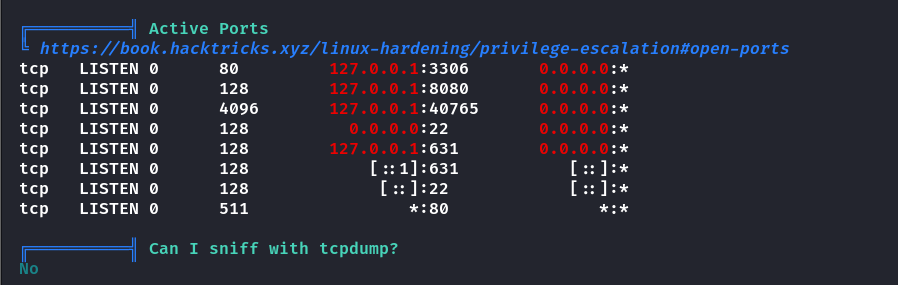 ╔══════════╣ Active Ports
╚ https://book.hacktricks.xyz/linux-hardening/privilege-escalation#open-ports
tcp   LISTEN 0      80         127.0.0.1:3306       0.0.0.0:*
tcp   LISTEN 0      128        127.0.0.1:8080       0.0.0.0:*
tcp   LISTEN 0      4096       127.0.0.1:40765      0.0.0.0:*
tcp   LISTEN 0      128          0.0.0.0:22         0.0.0.0:*
tcp   LISTEN 0      128        127.0.0.1:631        0.0.0.0:*
tcp   LISTEN 0      128            [::1]:631           [::]:*
tcp   LISTEN 0      128             [::]:22            [::]:*
tcp   LISTEN 0      511                *:80               *:*
╔══════════╣ Can I sniff with tcpdump?
No